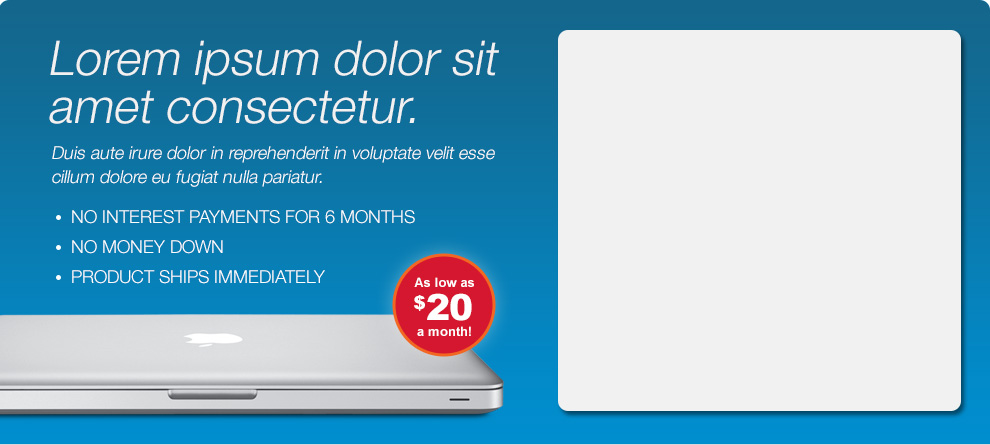 Lorem ipsum dolor sit
amet consectetur.
Duis aute irure dolor in reprehenderit in voluptate velit esse
cillum dolore eu fugiat nulla pariatur.
• NO INTEREST PAYMENTS FOR 6 MONTHS
• NO MONEY DOWN
• PRODUCT SHIPS IMMEDIATELY
As low as
$20
a month!